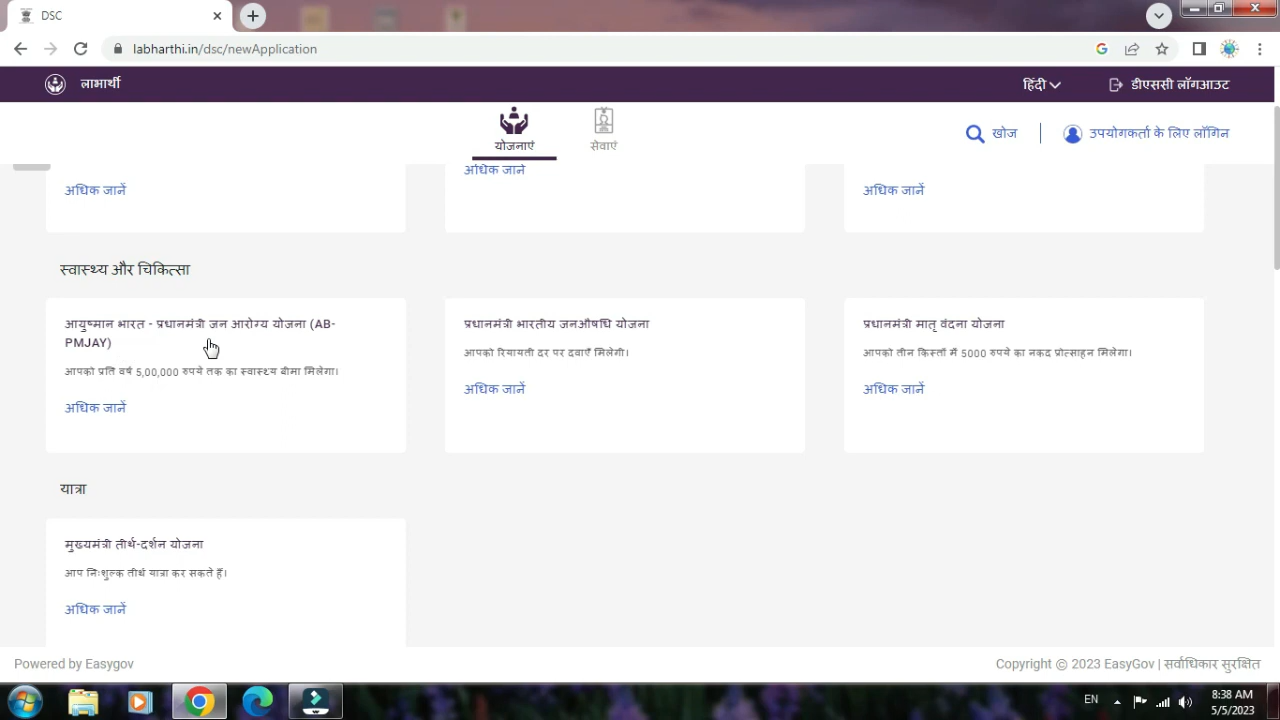 DSC
labharthi.in/dsc/newApplication
लाभार्थी
हिंदी
डीएससी लॉगआउट
योजनाएं
सेवाएं
खोज
उपयोगकर्ता के लिए लॉगिन
अधिक जानें
अधिक जानें
अधिक जानें
स्वास्थ्य और चिकित्सा
आयुष्मान भारत - प्रधानमंत्री जन आरोग्य योजना (AB-
PMJAY)
आपको प्रति वर्ष 5,00,000 रुपये तक का स्वास्थ्य बीमा मिलेगा।
अधिक जानें
प्रधानमंत्री भारतीय जनऔषधि योजना
आपको रियायती दर पर दवाएँ मिलेगी।
अधिक जानें
प्रधानमंत्री मातृ वंदना योजना
आपको तीन किस्तों में 5000 रुपये का नकद प्रोत्साहन मिलेगा।
अधिक जानें
यात्रा
मुख्यमंत्री तीर्थ-दर्शन योजना
आप निःशुल्क तीर्थ यात्रा कर सकते हैं।
अधिक जानें
Powered by Easygov
Copyright © 2023 EasyGov | सर्वाधिकार सुरक्षित
EN
8:38 AM
5/5/2023